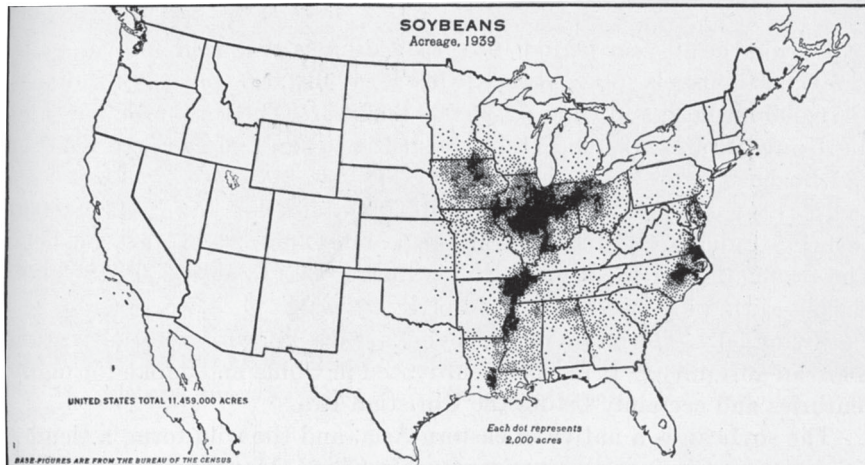 SOYBEANS
Acreage, 1939
UNITED STATES TOTAL 11,459,000 ACRES
Each dot represents
2,000 acres
BASE-FIGURES ARE FROM THE BUREAU OF THE CENSUS